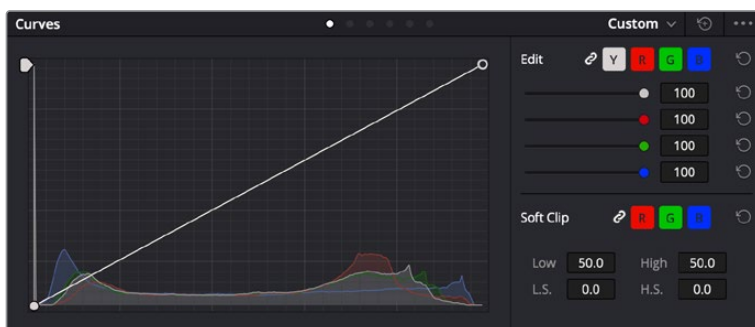 Curves Custom
Edit Y R G B
100
100
100
100
Soft Clip R G B
Low 50.0 High 50.0
L.S. 0.0 H.S. 0.0